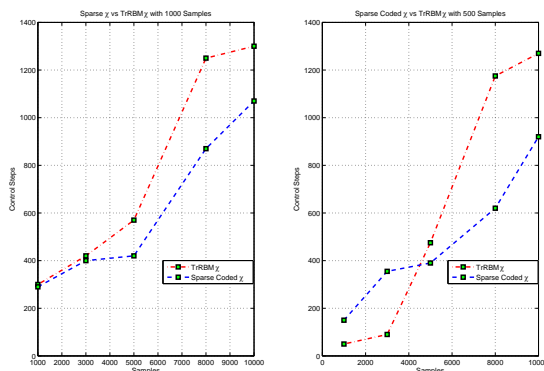 Sparse χ vs TrRBM χ with 1000 Samples
1400
1200
1000
800
600
400
200
0
Control Steps
TrRBM χ
Sparse Coded χ
1000 2000 3000 4000 5000 6000 7000 8000 9000 10000
Samples
Sparse Coded χ vs TrRBM χ with 500 Samples
1400
1200
1000
800
600
400
200
0
Control Steps
TrRBM χ
Sparse Coded χ
0 2000 4000 6000 8000 10000
Samples